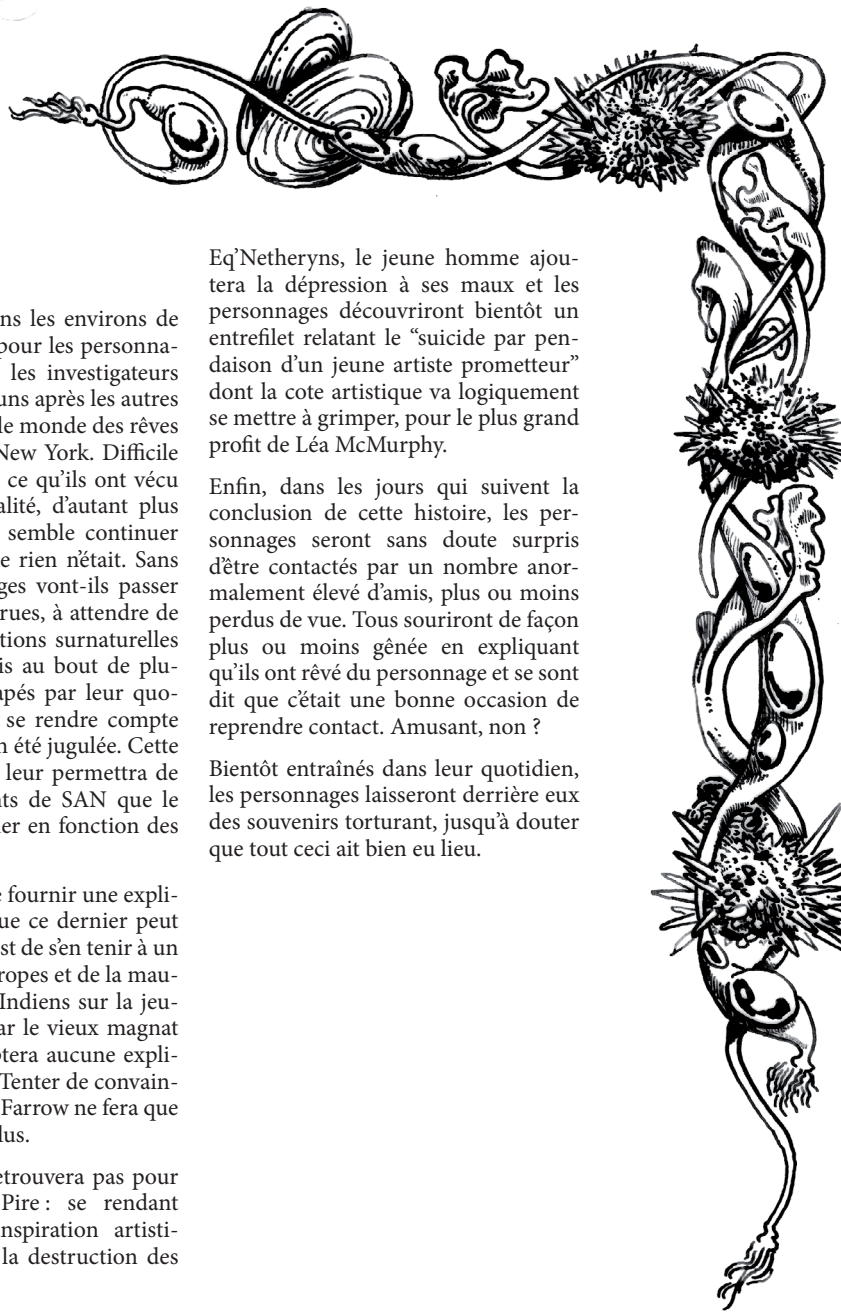 ns les environs de
pour les personna-
les investigateurs
uns après les autres
le monde des rêves
New York. Difficile
ce qu'ils ont vécu
alité, d'autant plus
semble continuer
e rien n'était. Sans
ges vont-ils passer
rues, à attendre de
tions surnaturelles
is au bout de plu-
apés par leur quo-
se rendre compte
n été jugulée. Cette
leur permettra de
nts de SAN que le
er en fonction des
e fournir une expli-
que ce dernier peut
st de s'en tenir à un
ropes et de la mau-
Indiens sur la jeu-
ar le vieux magnat
ptera aucune expli-
Tenter de convain-
Farrow ne fera que
lus.
etrouvera pas pour
Pire : se rendant
nspiration artisti-
la destruction des
Eq'Netheryns, le jeune homme ajou-
tera la dépression à ses maux et les
personnages découvriront bientôt un
entrefilet relatant le “suicide par pen-
daison d'un jeune artiste prometteur”
dont la cote artistique va logiquement
se mettre à grimper, pour le plus grand
profit de Léa McMurphy.
Enfin, dans les jours qui suivent la
conclusion de cette histoire, les per-
sonnages seront sans doute surpris
d'être contactés par un nombre anor-
malement élevé d'amis, plus ou moins
perdus de vue. Tous souriront de façon
plus ou moins gênée en expliquant
qu'ils ont rêvé du personnage et se sont
dit que c'était une bonne occasion de
reprendre contact. Amusant, non ?
Bientôt entraînés dans leur quotidien,
les personnages laisseront derrière eux
des souvenirs torturant, jusqu'à douter
que tout ceci ait bien eu lieu.